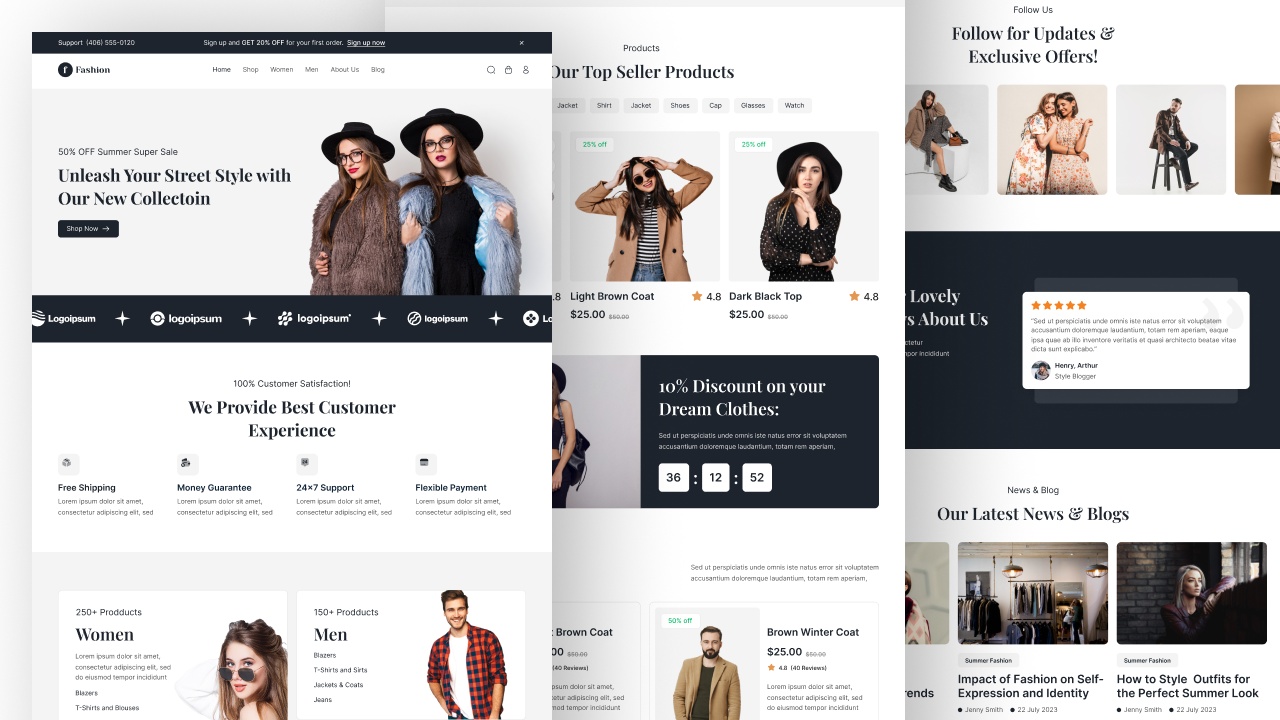 Support (406) 555-0120
Sign up and GET 20% OFF for your first order. Sign up now
f Fashion
Home Shop Women Men About Us Blog
50% OFF Summer Super Sale
Unleash Your Street Style with
Our New Collectoin
Shop Now
Logoipsum logoipsum logoipsum logoipsum Lo
100% Customer Satisfaction!
We Provide Best Customer
Experience
Free Shipping
Lorem ipsum dolor sit amet,
consectetur adipiscing elit, sed
Money Guarantee
Lorem ipsum dolor sit amet,
consectetur adipiscing elit, sed
24×7 Support
Lorem ipsum dolor sit amet,
consectetur adipiscing elit, sed
Flexible Payment
Lorem ipsum dolor sit amet,
consectetur adipiscing elit, sed
250+ Prodducts
Women
Lorem ipsum dolor sit amet,
consectetur adipiscing elit, sed
do eiusmod tempor incididunt
Blazers
T-Shirts and Blouses
150+ Prodducts
Men
Blazers
T-Shirts and Sirts
Jackets & Coats
Jeans
Products
Our Top Seller Products
Jacket Shirt Jacket Shoes Cap Glasses Watch
.8
25% off
Light Brown Coat 4.8
$25.00 $50.00
25% off
Dark Black Top 4.8
$25.00 $50.00
10% Discount on your
Dream Clothes:
Sed ut perspiciatis unde omnis iste natus error sit voluptatem
accusantium doloremque laudantium, totam rem aperiam,
36 : 12 : 52
Sed ut perspiciatis unde omnis iste natus error sit voluptatem
accusantium doloremque laudantium, totam rem aperiam,
t Brown Coat
00 $50.00
(40 Reviews)
psum dolor sit amet,
etur adipiscing elit, sed
od tempor incididunt
50% off
Brown Winter Coat
$25.00 $50.00
4.8 (40 Reviews)
Lorem ipsum dolor sit amet,
consectetur adipiscing elit, sed
do eiusmod tempor incididunt
Follow Us
Follow for Updates &
Exclusive Offers!
r Lovely
ws About Us
ctetur
mpor incididunt
"Sed ut perspiciatis unde omnis iste natus error sit voluptatem
accusantium doloremque laudantium, totam rem aperiam, eaque
ipsa quae ab illo inventore veritatis et quasi architecto beatae vitae
dicta sunt explicabo."
Henry, Arthur
Style Blogger
News & Blog
Our Latest News & Blogs
rends
Summer Fashion
Impact of Fashion on Self-
Expression and Identity
Jenny Smith 22 July 2023
Summer Fashion
How to Style Outfits for
the Perfect Summer Look
Jenny Smith 22 July 2023